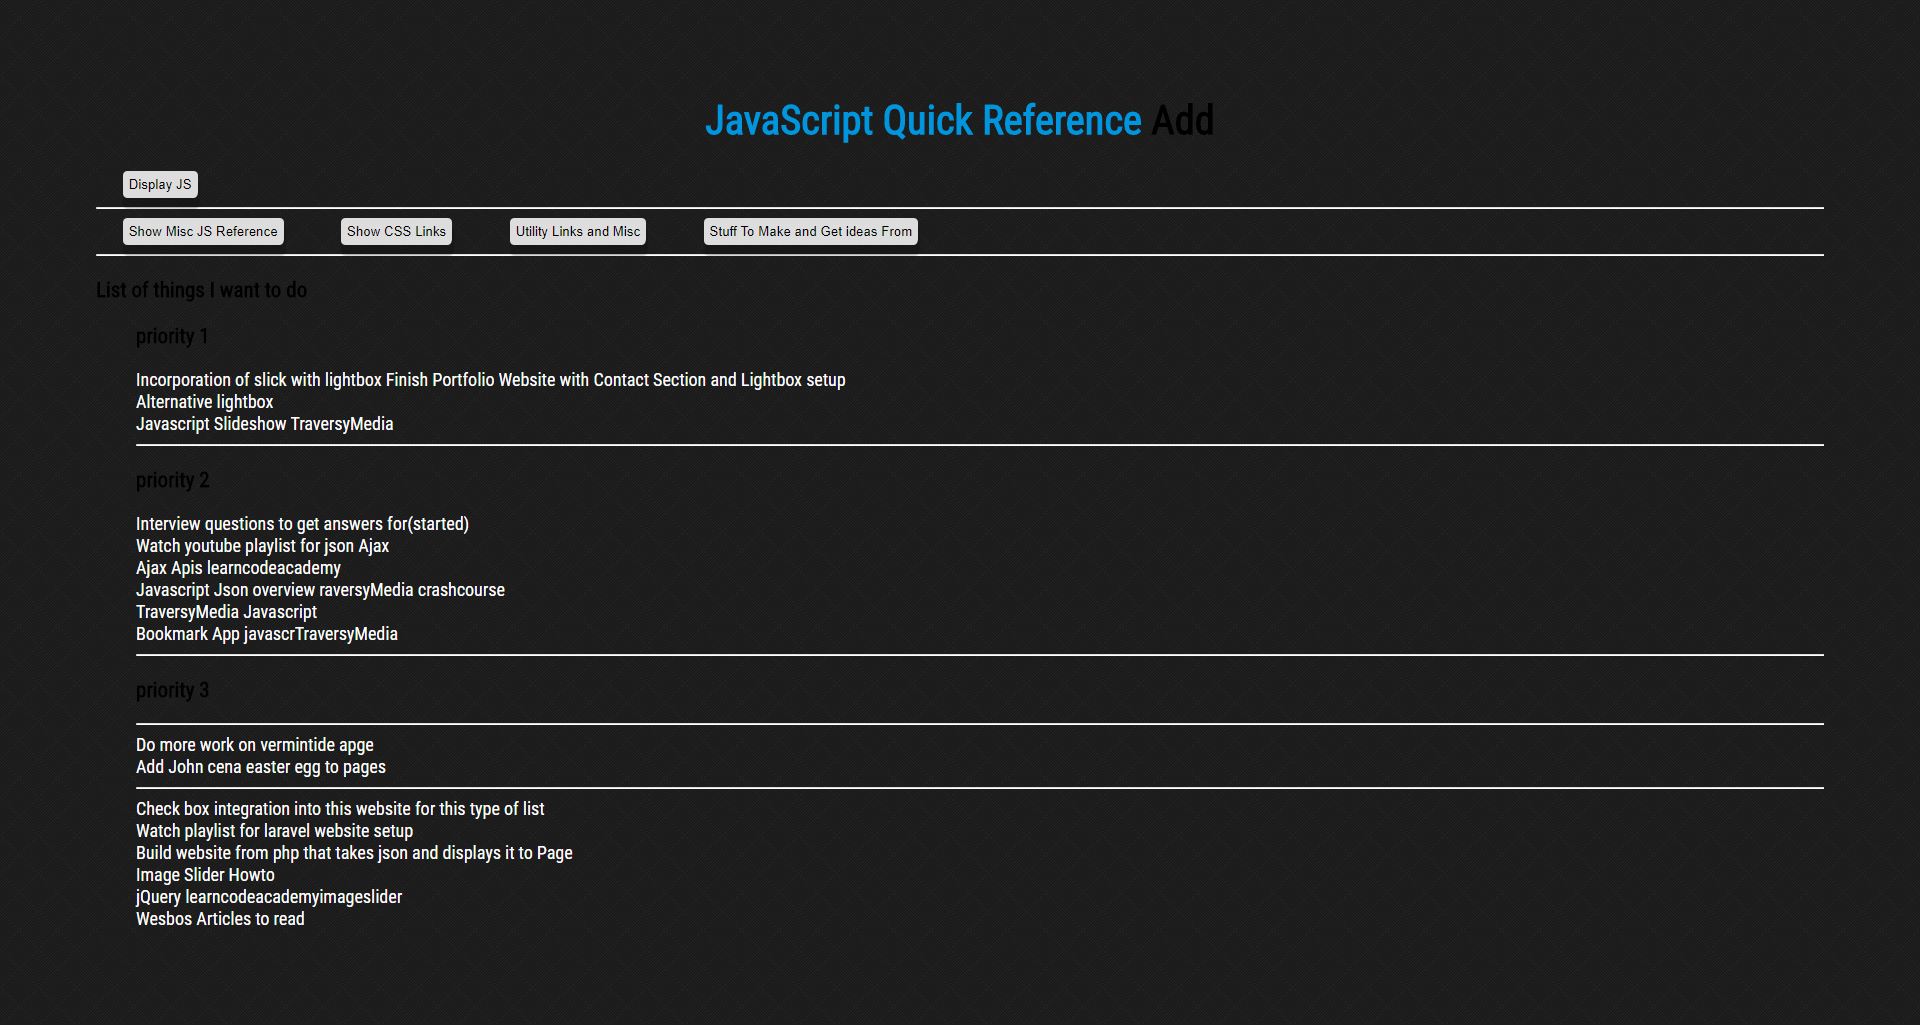 JavaScript Quick Reference Add
Display JS
Show Misc JS Reference Show CSS Links Utility Links and Misc Stuff To Make and Get ideas From
List of things I want to do
priority 1
Incorporation of slick with lightbox Finish Portfolio Website with Contact Section and Lightbox setup
Alternative lightbox
Javascript Slideshow TraversyMedia
priority 2
Interview questions to get answers for(started)
Watch youtube playlist for json Ajax
Ajax Apis learncodeacademy
Javascript Json overview raversyMedia crashcourse
TraversyMedia Javascript
Bookmark App javascrTraversyMedia
priority 3
Do more work on vermintide apge
Add John cena easter egg to pages
Check box integration into this website for this type of list
Watch playlist for laravel website setup
Build website from php that takes json and displays it to Page
Image Slider Howto
jQuery learncodeacademyimageslider
Wesbos Articles to read